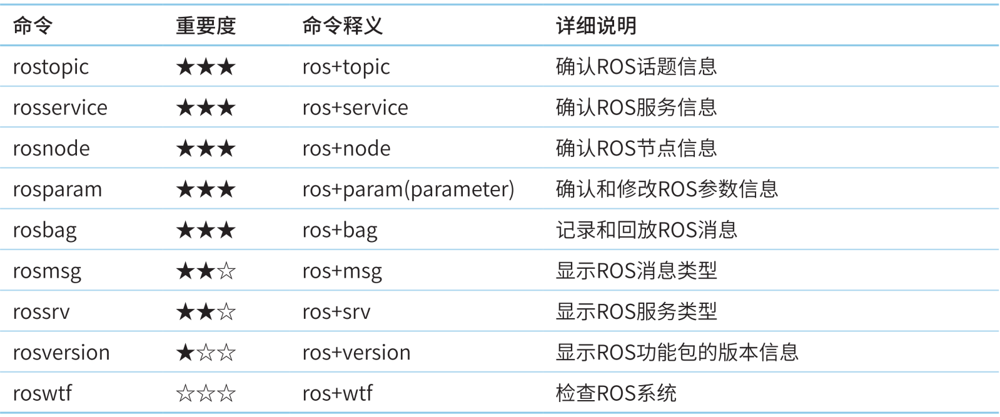 命令 重要度 命令释义 详细说明
rostopic ★★★ ros+topic 确认ROS话题信息
rosservice ★★★ ros+service 确认ROS服务信息
rosnode ★★★ ros+node 确认ROS节点信息
rosparam ★★★ ros+param(parameter) 确认和修改ROS参数信息
rosbag ★★★ ros+bag 记录和回放ROS消息
rosmsg ★★☆ ros+msg 显示ROS消息类型
rossrv ★★☆ ros+srv 显示ROS服务类型
rosversion ★☆☆ ros+version 显示ROS功能包的版本信息
roswtf ☆☆☆ ros+wtf 检查ROS系统